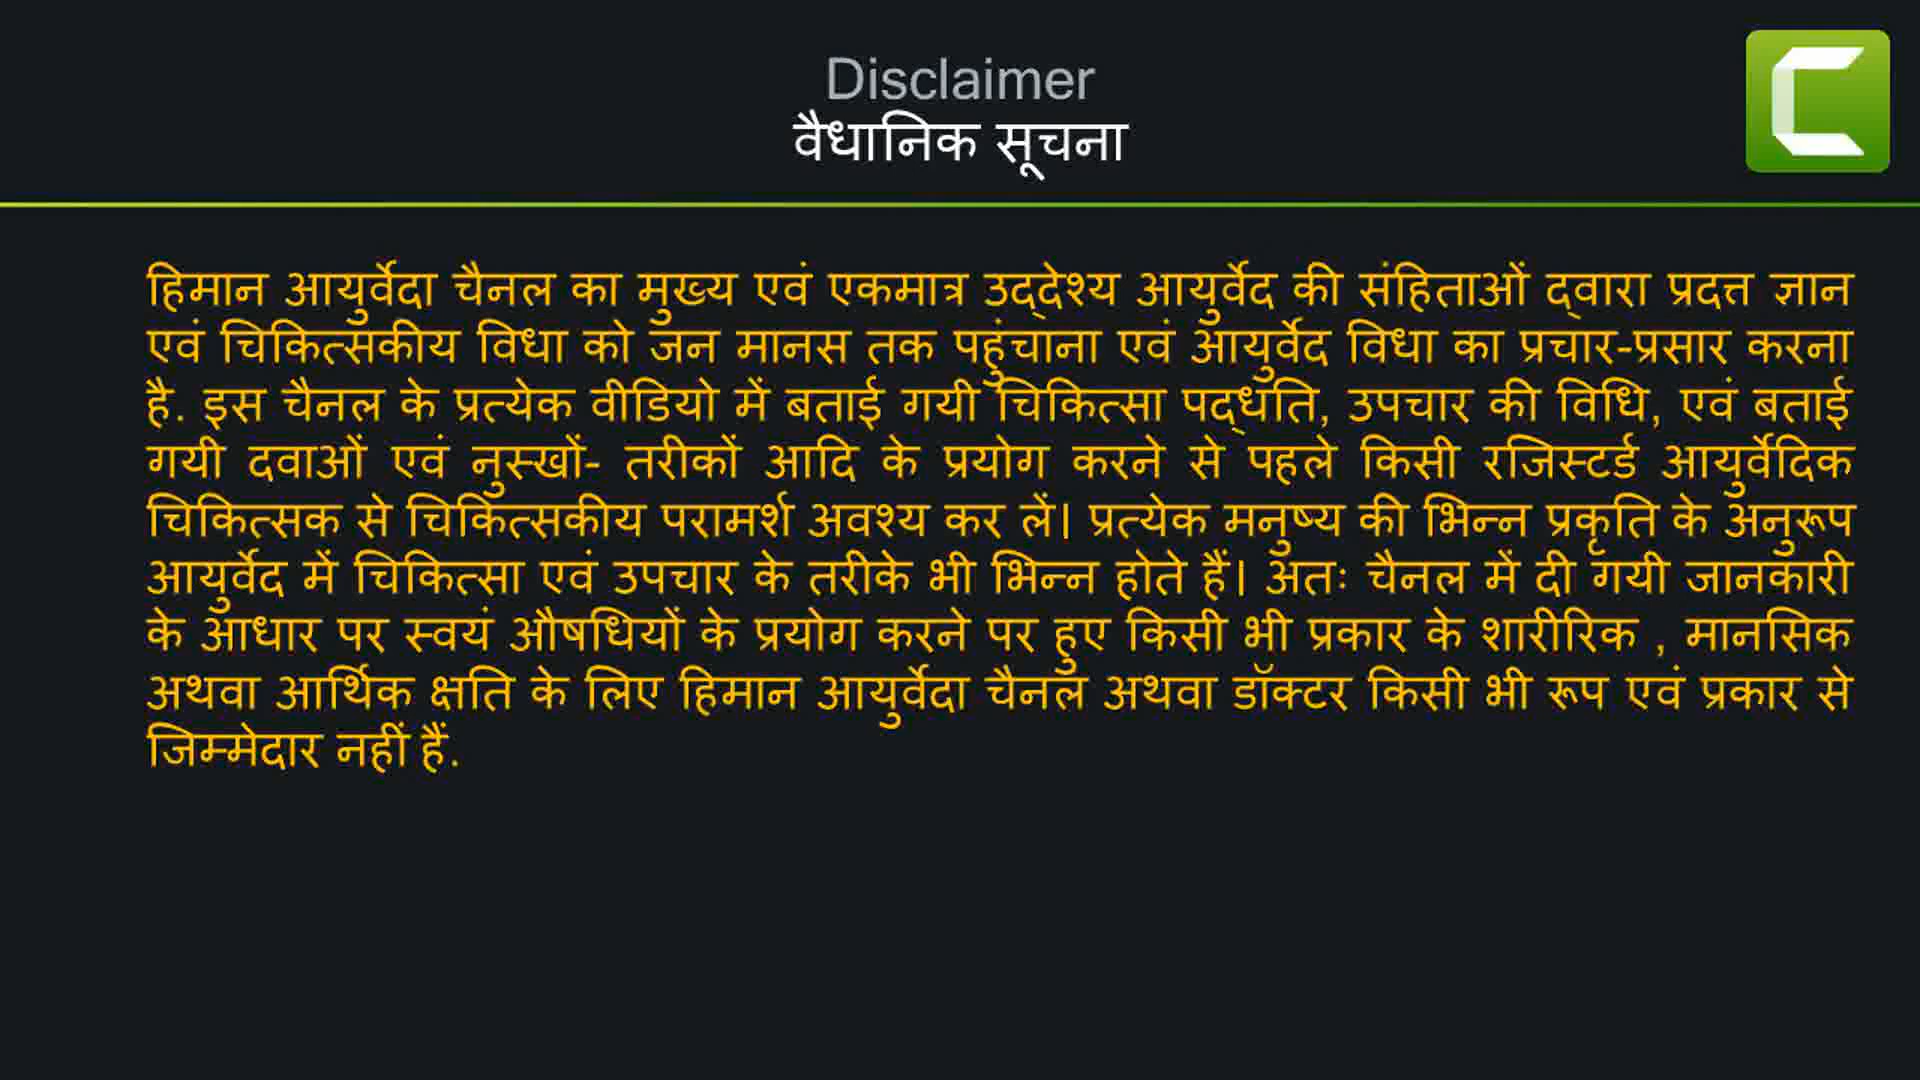 Disclaimer
वैधानिक सूचना
हिमान आयुर्वेदा चैनल का मुख्य एवं एकमात्र उद्देश्य आयुर्वेद की संहिताओं द्वारा प्रदत्त ज्ञान
एवं चिकित्सकीय विधा को जन मानस तक पहुंचाना एवं आयुर्वेद विधा का प्रचार-प्रसार करना
है. इस चैनल के प्रत्येक वीडियो में बताई गयी चिकित्सा पद्धति, उपचार की विधि, एवं बताई
गयी दवाओं एवं नुस्खों- तरीकों आदि के प्रयोग करने से पहले किसी रजिस्टर्ड आयुर्वेदिक
चिकित्सक से चिकित्सकीय परामर्श अवश्य कर लें। प्रत्येक मनुष्य की भिन्न प्रकृति के अनुरूप
आयुर्वेद में चिकित्सा एवं उपचार के तरीके भी भिन्न होते हैं। अतः चैनल में दी गयी जानकारी
के आधार पर स्वयं औषधियों के प्रयोग करने पर हुए किसी भी प्रकार के शारीरिक , मानसिक
अथवा आर्थिक क्षति के लिए हिमान आयुर्वेदा चैनल अथवा डॉक्टर किसी भी रूप एवं प्रकार से
जिम्मेदार नहीं हैं.